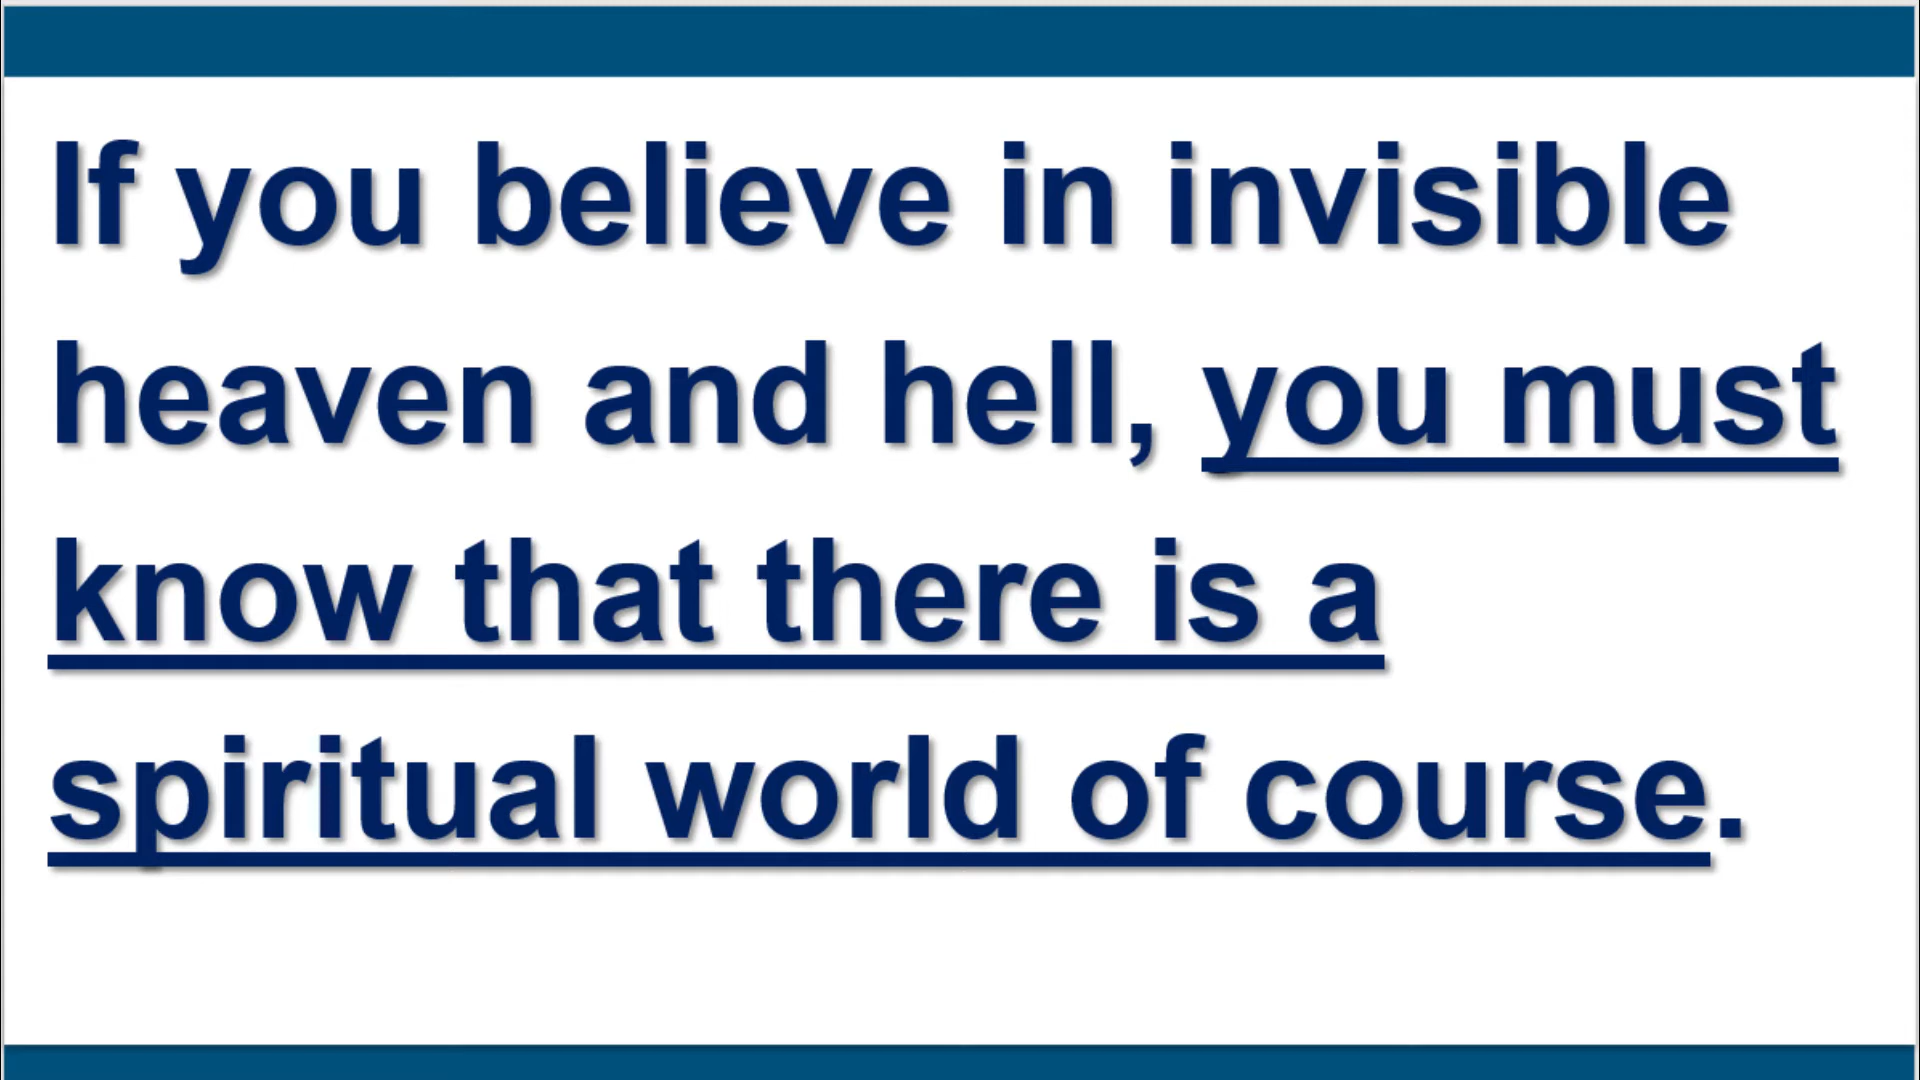 If you believe in invisible
heaven and hell, you must
know that there is a
spiritual world of course.